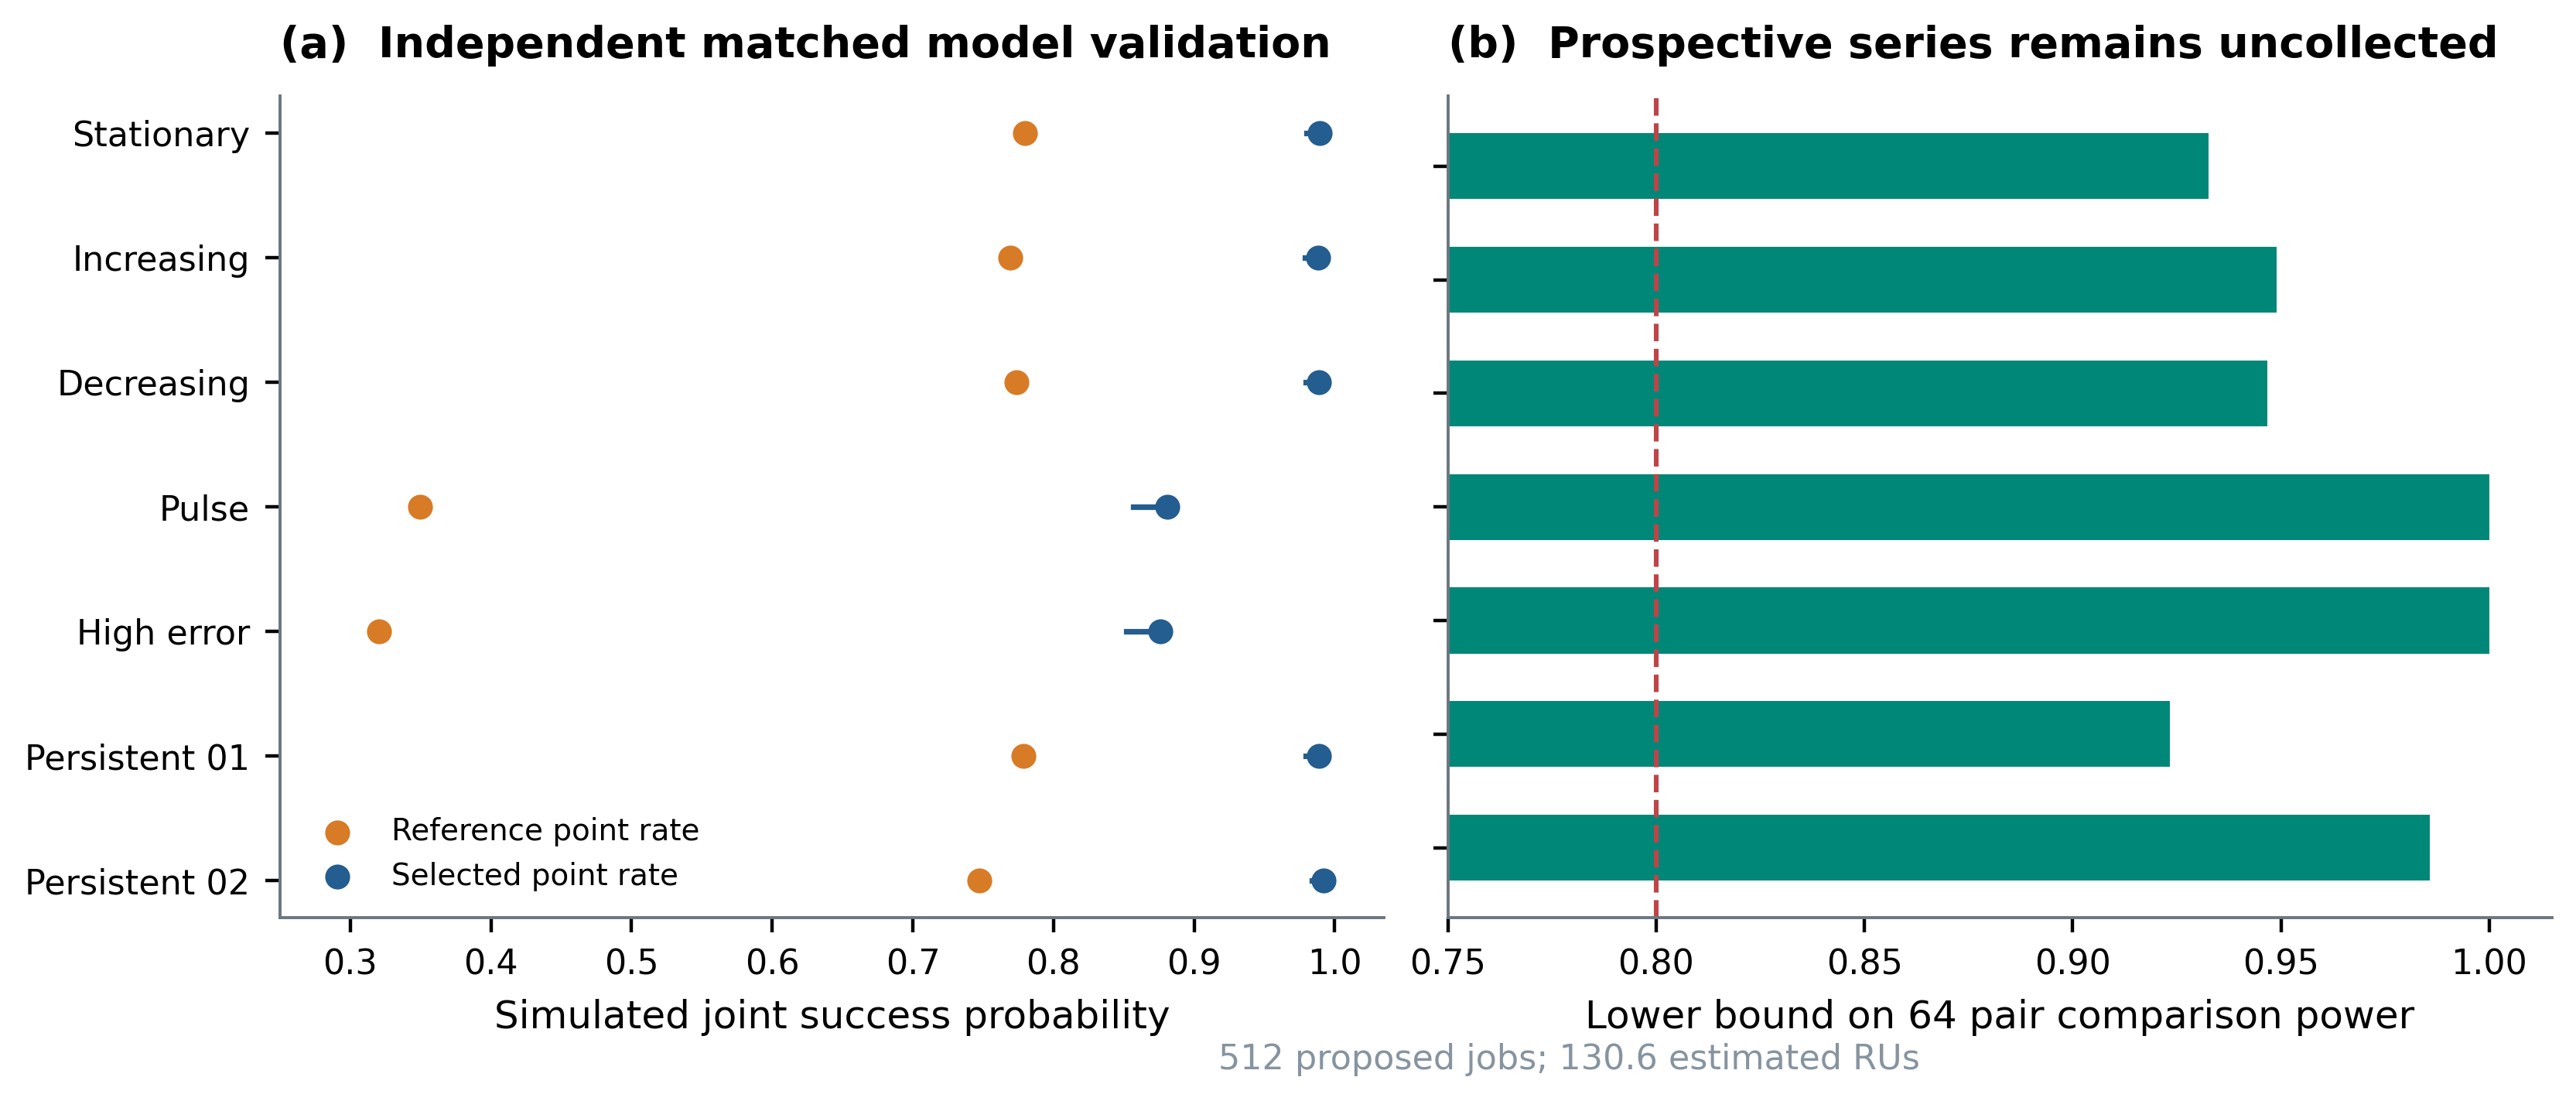 (a) Independent matched model validation
Stationary
Increasing
Decreasing
Pulse
High error
Persistent 01
Persistent 02
Reference point rate
Selected point rate
0.3 0.4 0.5 0.6 0.7 0.8 0.9 1.0
Simulated joint success probability
(b) Prospective series remains uncollected
0.75 0.80 0.85 0.90 0.95 1.00
Lower bound on 64 pair comparison power
512 proposed jobs; 130.6 estimated RUs